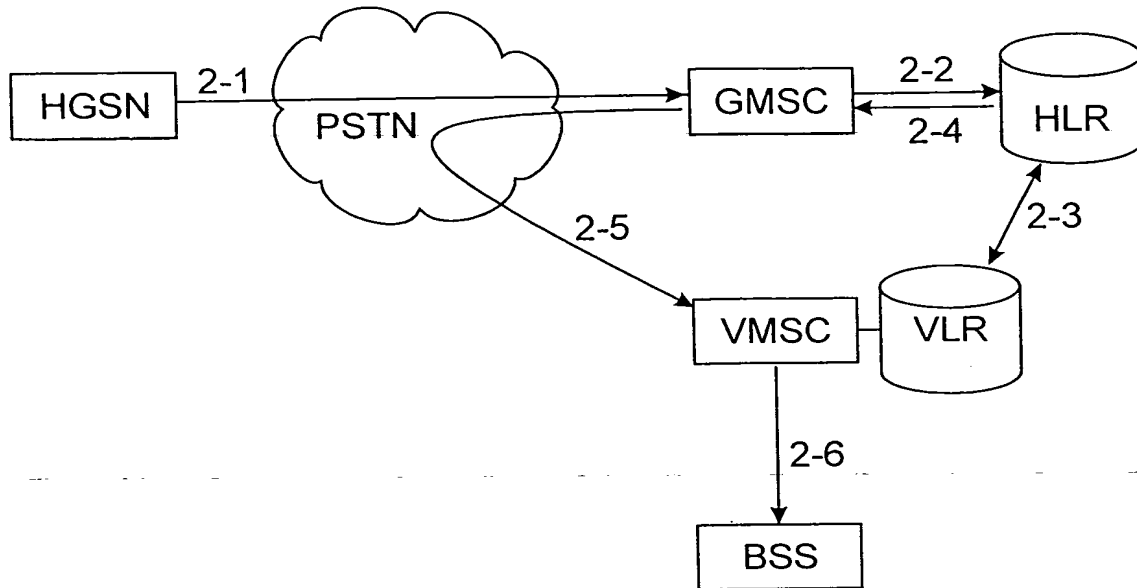 HGSN
2-1
PSTN
GMSC
2-2
2-4
HLR
2-3
2-5
VMSC
VLR
2-6
BSS